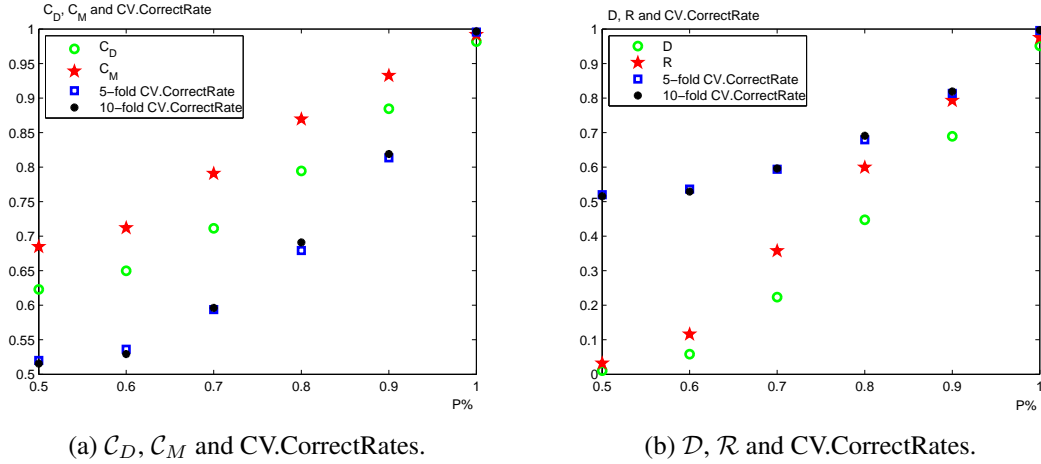 C_D, C_M and CV.CorrectRate
1
0.95
0.9
0.85
0.8
0.75
0.7
0.65
0.6
0.55
0.5
C_D
C_M
5−fold CV.CorrectRate
10−fold CV.CorrectRate
0.5 0.6 0.7 0.8 0.9 1
P%
(a) C_D, C_M and CV.CorrectRates.
D, R and CV.CorrectRate
1
0.9
0.8
0.7
0.6
0.5
0.4
0.3
0.2
0.1
0
D
R
5−fold CV.CorrectRate
10−fold CV.CorrectRate
0.5 0.6 0.7 0.8 0.9 1
P%
(b) D, R and CV.CorrectRates.